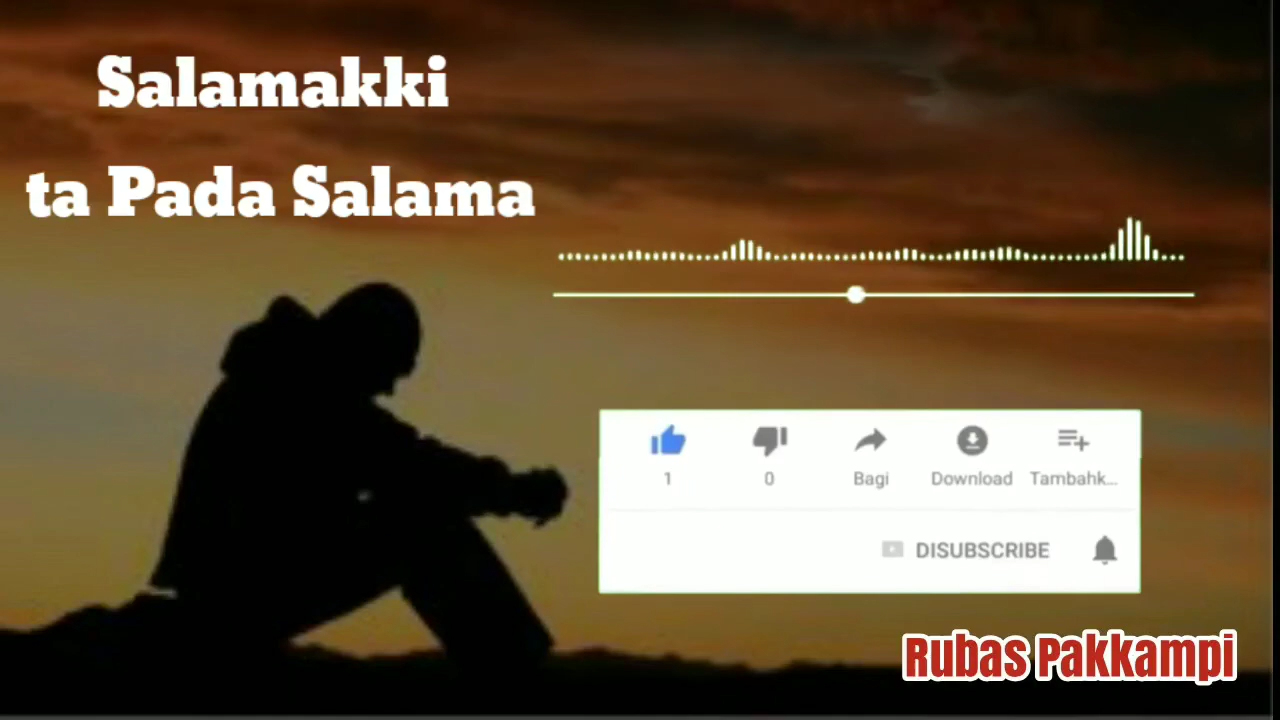 Salamakki
ta Pada Salama
1 0 Bagi Download Tambahk...
DISUBSCRIBE
Rubas Pakkampi